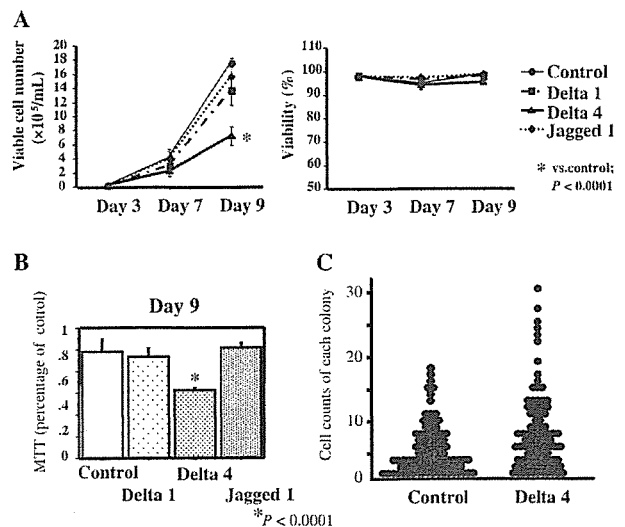 A
Viable cell number
(×10⁵/mL)
20
18
16
14
12
10
8
6
4
2
0
Day 3 Day 7 Day 9
*
Viability (%)
110
100
90
80
70
60
50
Day 3 Day 7 Day 9
Control
Delta 1
Delta 4
Jagged 1
* vs.control;
P < 0.0001
B
Day 9
MTT (percentage of control)
1
.8
.6
.4
.2
0
*
Control
Delta 1
Delta 4
Jagged 1
*P < 0.0001
C
Cell counts of each colony
30
20
10
0
Control
Delta 4